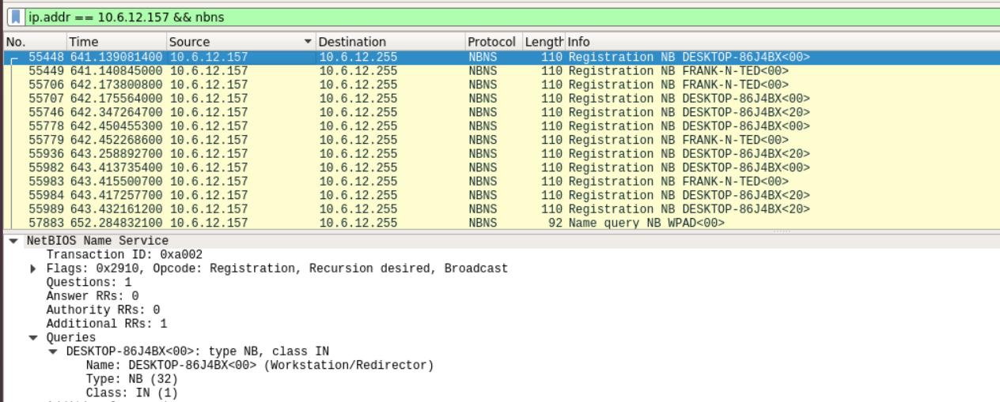 ip.addr == 10.6.12.157 && nbns
No. Time Source Destination Protocol Length Info
55448 641.139081400 10.6.12.157 10.6.12.255 NBNS 110 Registration NB DESKTOP-86J4BX<00>
55449 641.140845000 10.6.12.157 10.6.12.255 NBNS 110 Registration NB FRANK-N-TED<00>
55706 642.173800800 10.6.12.157 10.6.12.255 NBNS 110 Registration NB FRANK-N-TED<00>
55707 642.175564000 10.6.12.157 10.6.12.255 NBNS 110 Registration NB DESKTOP-86J4BX<00>
55746 642.347264700 10.6.12.157 10.6.12.255 NBNS 110 Registration NB DESKTOP-86J4BX<20>
55778 642.450455300 10.6.12.157 10.6.12.255 NBNS 110 Registration NB DESKTOP-86J4BX<00>
55779 642.452268600 10.6.12.157 10.6.12.255 NBNS 110 Registration NB FRANK-N-TED<00>
55936 643.258892700 10.6.12.157 10.6.12.255 NBNS 110 Registration NB DESKTOP-86J4BX<20>
55982 643.413735400 10.6.12.157 10.6.12.255 NBNS 110 Registration NB DESKTOP-86J4BX<00>
55983 643.415500700 10.6.12.157 10.6.12.255 NBNS 110 Registration NB FRANK-N-TED<00>
55984 643.417257700 10.6.12.157 10.6.12.255 NBNS 110 Registration NB DESKTOP-86J4BX<20>
55989 643.432161200 10.6.12.157 10.6.12.255 NBNS 110 Registration NB DESKTOP-86J4BX<20>
57883 652.284832100 10.6.12.157 10.6.12.255 NBNS 92 Name query NB WPAD<00>
NetBIOS Name Service
Transaction ID: 0xa002
Flags: 0x2910, Opcode: Registration, Recursion desired, Broadcast
Questions: 1
Answer RRs: 0
Authority RRs: 0
Additional RRs: 1
Queries
DESKTOP-86J4BX<00>: type NB, class IN
Name: DESKTOP-86J4BX<00> (Workstation/Redirector)
Type: NB (32)
Class: IN (1)